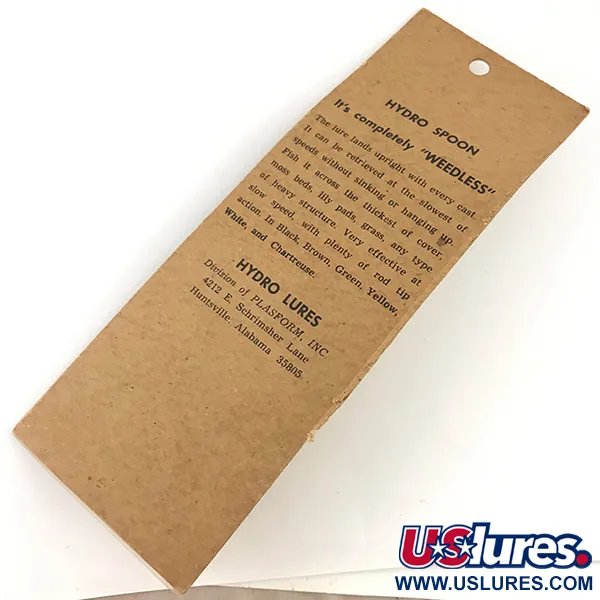 HYDRO SPOON
It's completely "WEEDLESS"
The lure lands upright with every cast.
It can be retrieved at the slowest of
speeds without sinking or hanging up.
Fish it across the thickest of cover,
moss beds, lily pads, grass, any type
of heavy structure. Very effective at
slow speed, with plenty of rod tip
action. In Black, Brown, Green, Yellow,
White, and Chartreuse.
HYDRO LURES
Division of PLASFORM, INC.
4212 E. Schrimsher Lane
Huntsville, Alabama 35805
USlures.
WWW.USLURES.COM